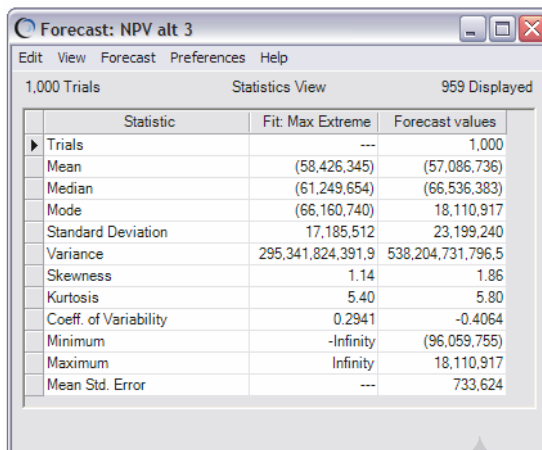 Forecast: NPV alt 3
Edit View Forecast Preferences Help
1,000 Trials Statistics View 959 Displayed
Statistic Fit: Max Extreme Forecast values
Trials --- 1,000
Mean (58,426,345) (57,086,736)
Median (61,249,654) (66,536,383)
Mode (66,160,740) 18,110,917
Standard Deviation 17,185,512 23,199,240
Variance 295,341,824,391,9 538,204,731,796,5
Skewness 1.14 1.86
Kurtosis 5.40 5.80
Coeff. of Variability 0.2941 -0.4064
Minimum -Infinity (96,059,755)
Maximum Infinity 18,110,917
Mean Std. Error --- 733,624